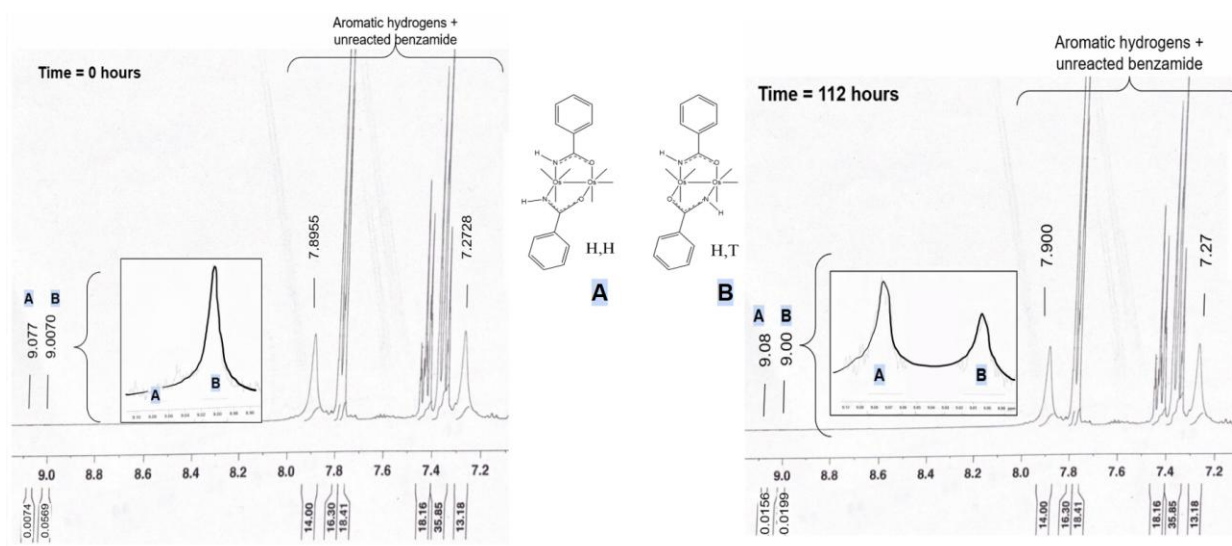 Aromatic hydrogens +
unreacted benzamide
Time = 0 hours
A
B
9.077
9.0070
A
B
7.8955
7.2728
9.0
8.8
8.6
8.4
8.2
8.0
7.8
7.6
7.4
7.2
0.0074
0.0569
14.00
16.30
18.41
18.16
35.85
13.18
H
N
O
Os
Os
H
N
O
H,H
A
H
N
O
Os
Os
O
N
H
H,T
B
Aromatic hydrogens +
unreacted benzamide
Time = 112 hours
A
B
9.08
9.00
A
B
7.900
7.27
9.0
8.8
8.6
8.4
8.2
8.0
7.8
7.6
7.4
7.2
0.0156
0.0199
14.00
16.30
18.41
18.16
35.85
13.18